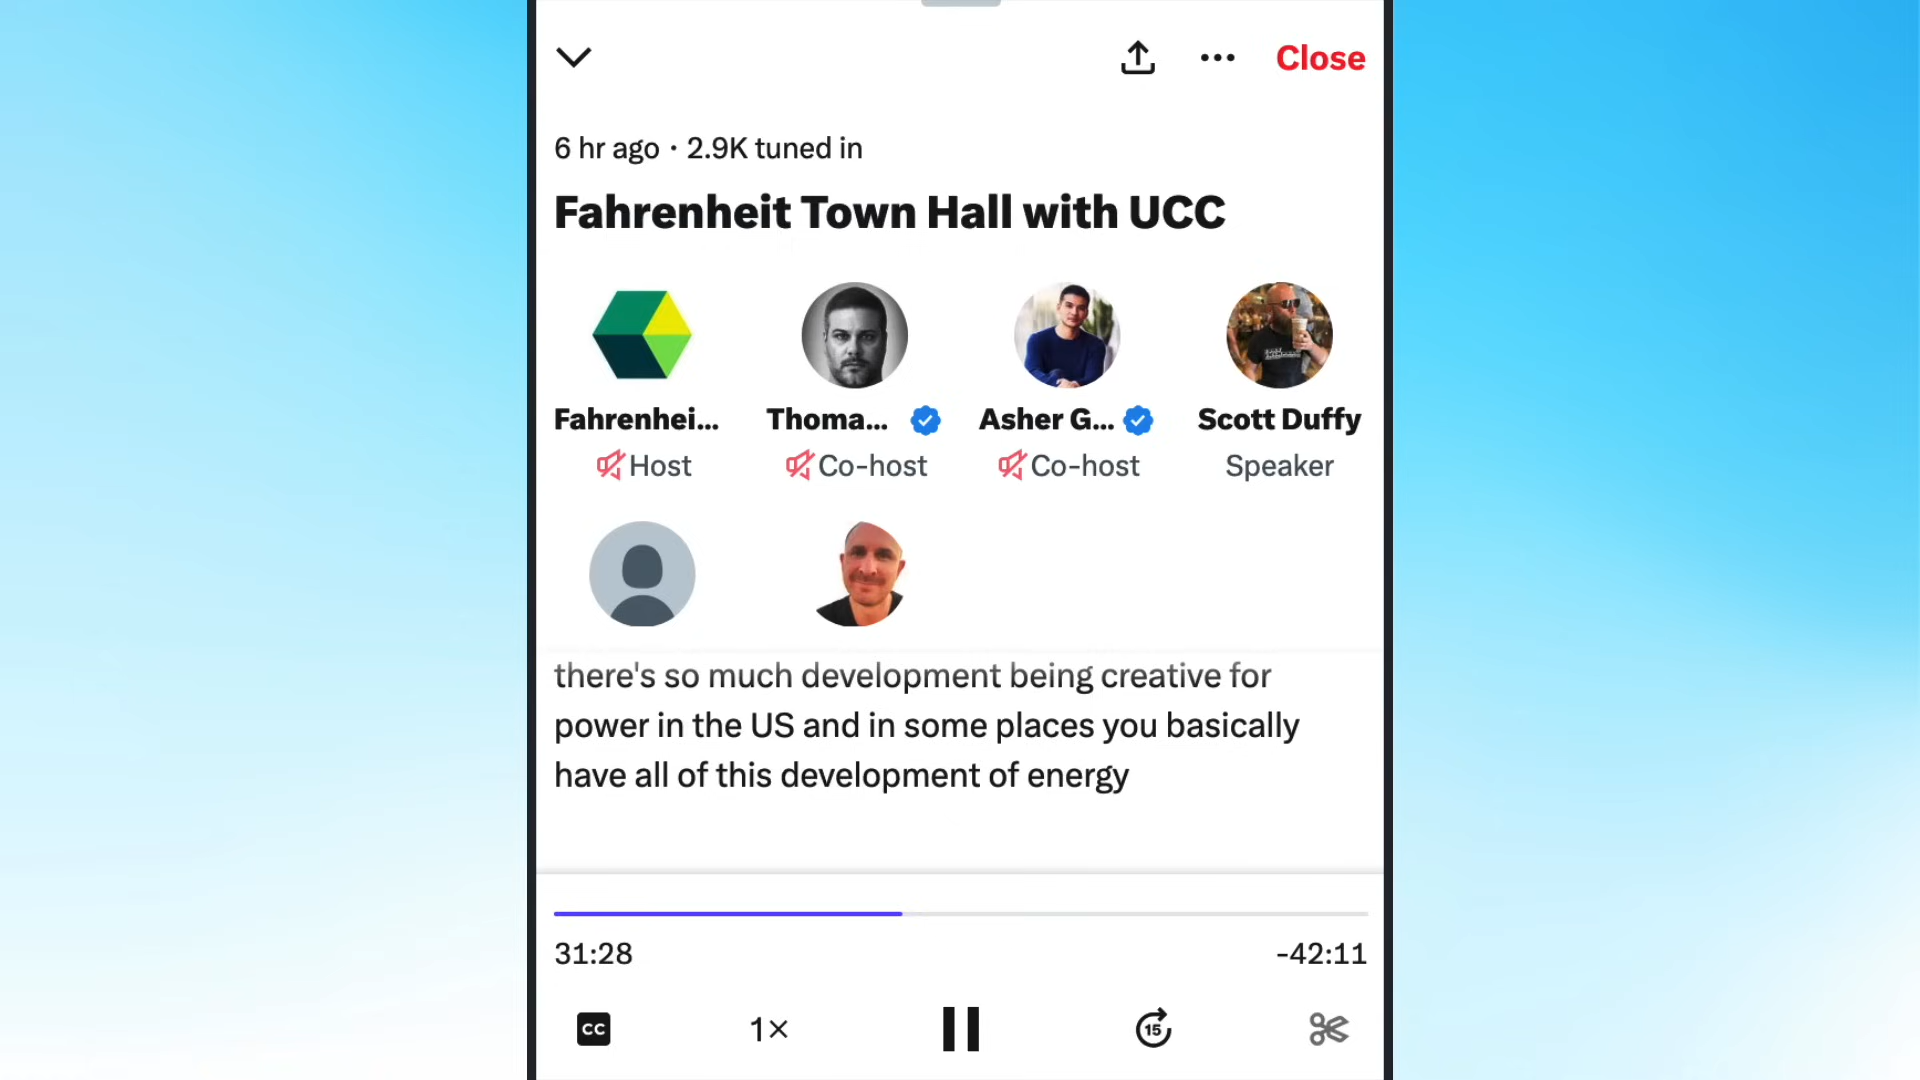 Close
6 hr ago · 2.9K tuned in
Fahrenheit Town Hall with UCC
Fahrenhei... Thoma... Asher G... Scott Duffy
Host Co-host Co-host Speaker
there's so much development being creative for
power in the US and in some places you basically
have all of this development of energy
31:28 -42:11
CC 1× 15